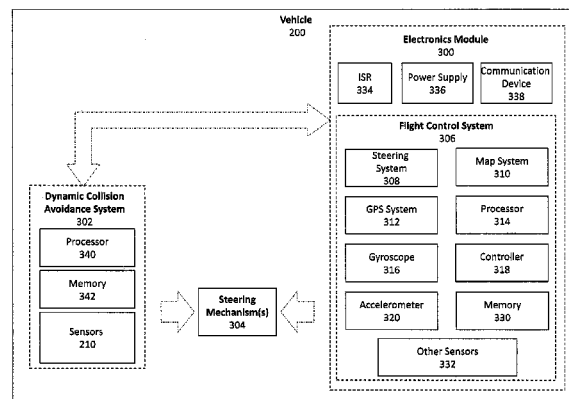 Vehicle
200
Electronics Module
300
ISR
334
Power Supply
336
Communication
Device
338
Flight Control System
306
Steering
System
308
Map System
310
GPS System
312
Processor
314
Gyroscope
316
Controller
318
Accelerometer
320
Memory
330
Other Sensors
332
Dynamic Collision
Avoidance System
302
Processor
340
Memory
342
Sensors
210
Steering
Mechanism(s)
304